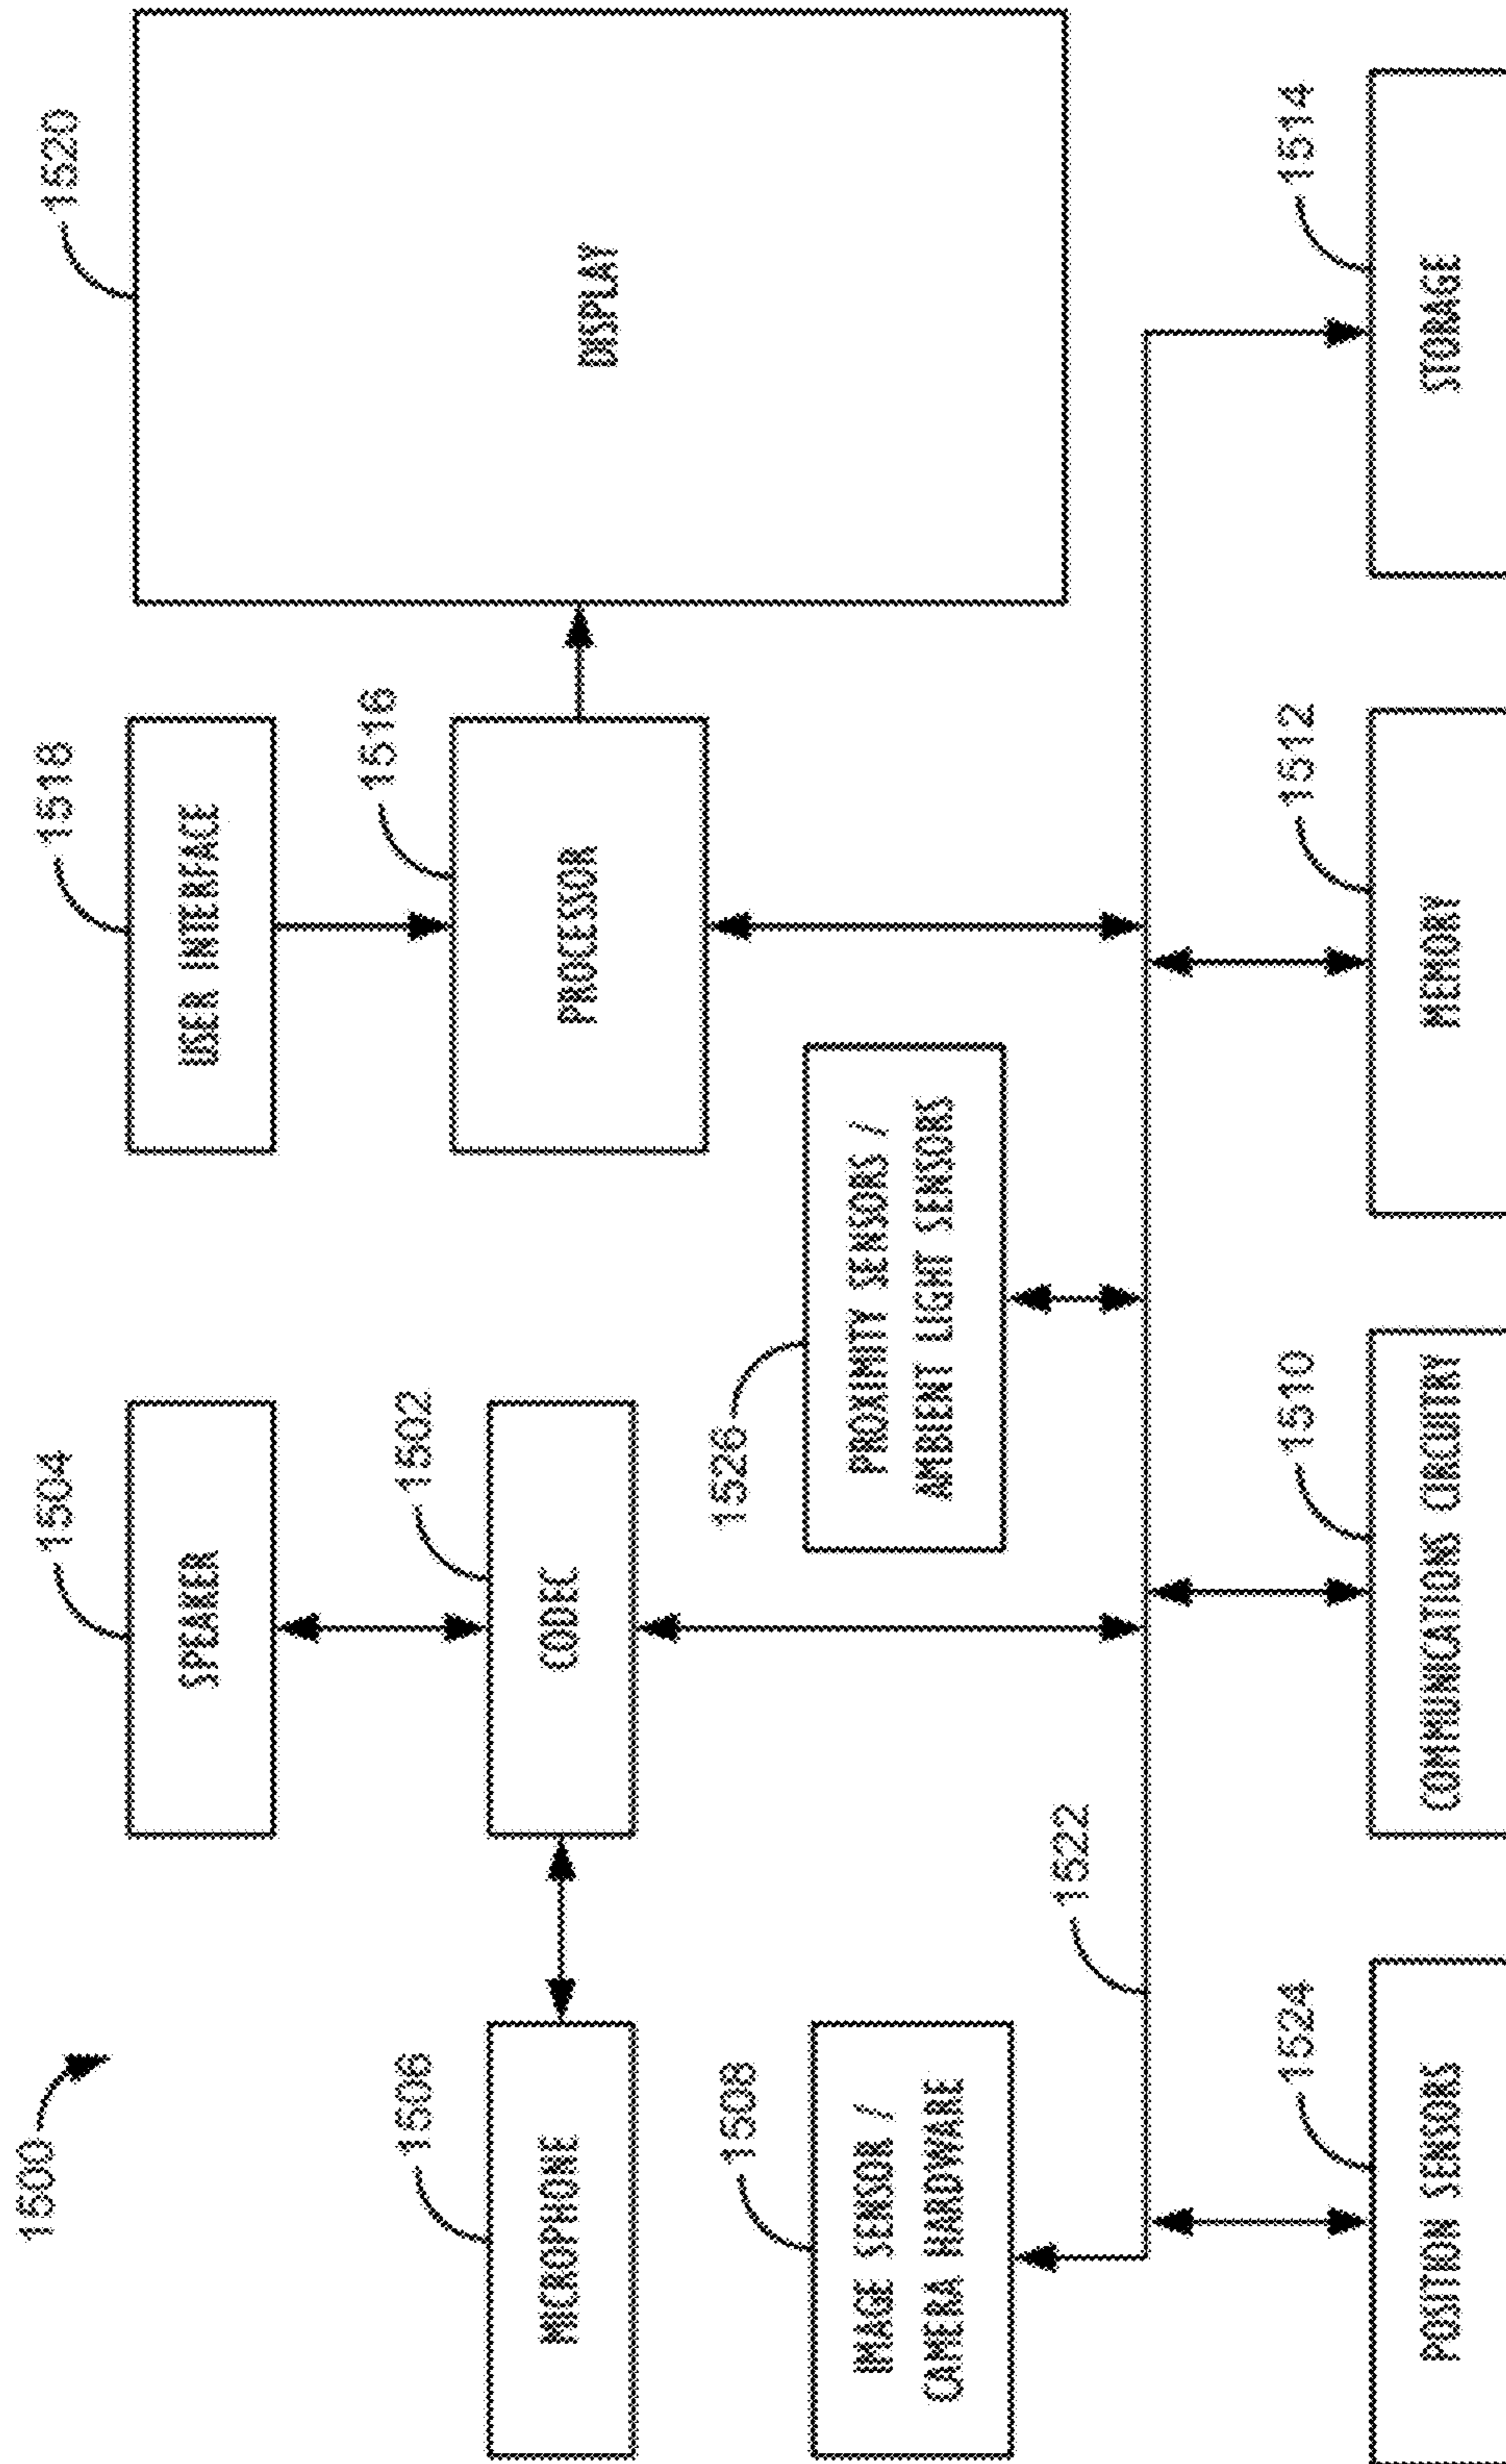 1500
1504
SPEAKER
1518
USER INTERFACE
1520
DISPLAY
1506
MICROPHONE
1502
CODEC
1516
PROCESSOR
1508
IMAGE SENSOR /
CAMERA HARDWARE
1526
PROXIMITY SENSORS /
AMBIENT LIGHT SENSORS
1522
1524
POSITION SENSORS
1510
COMMUNICATIONS CIRCUITRY
1512
MEMORY
1514
STORAGE